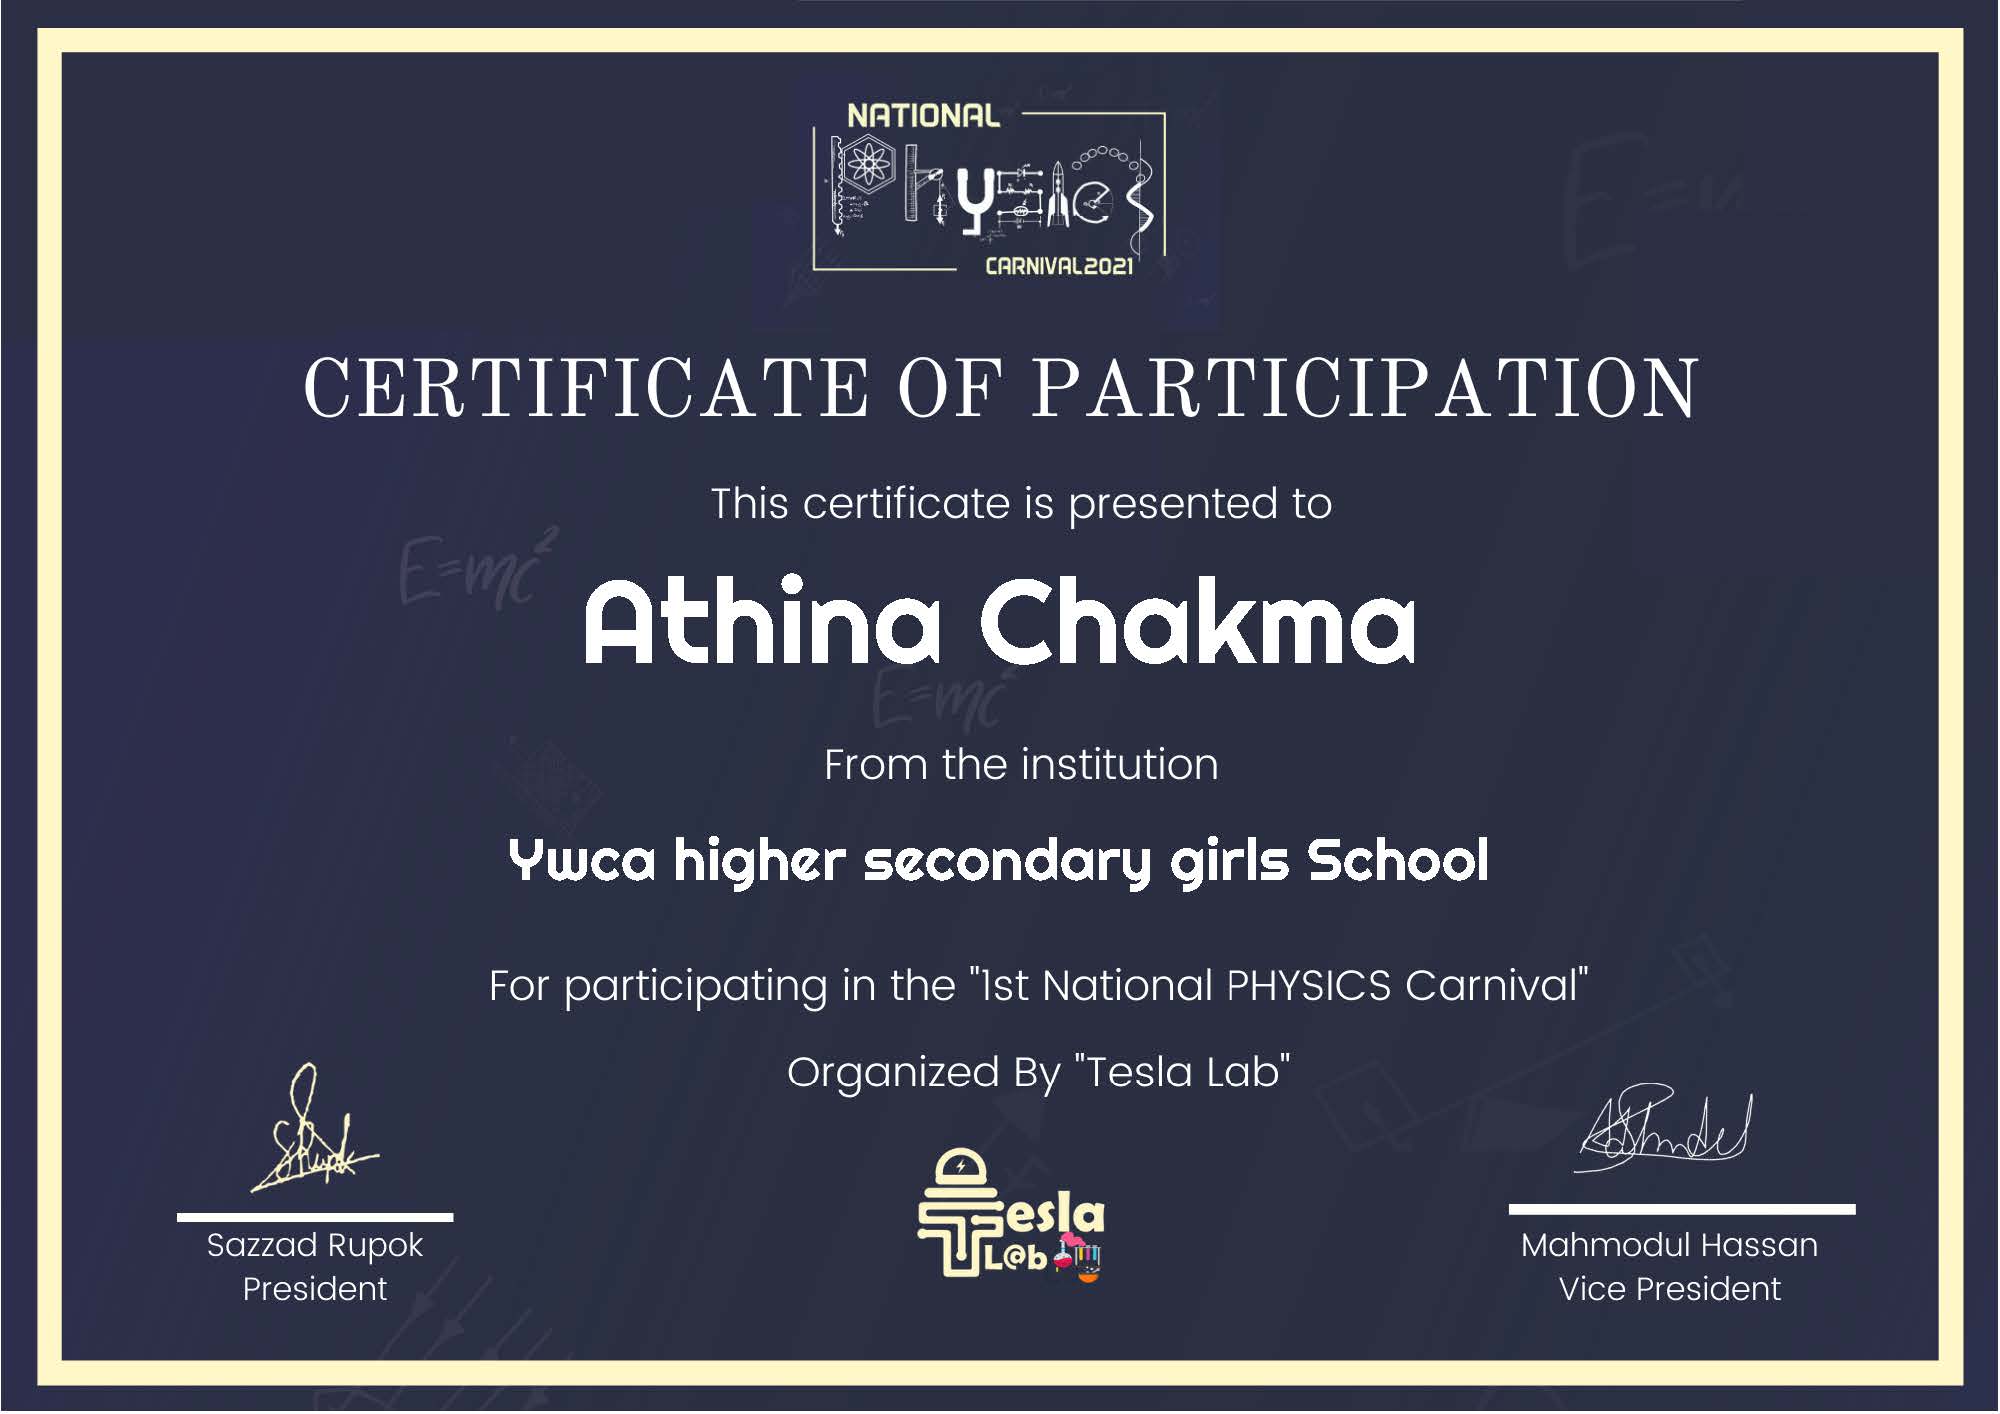 NATIONAL
PhYSICS
CARNIVAL2021
CERTIFICATE OF PARTICIPATION
This certificate is presented to
E=mc²
Athina Chakma
E=mc²
From the institution
Ywca higher secondary girls School
For participating in the "1st National PHYSICS Carnival"
Organized By "Tesla Lab"
Tesla
L@b
Sazzad Rupok
President
Mahmodul Hassan
Vice President